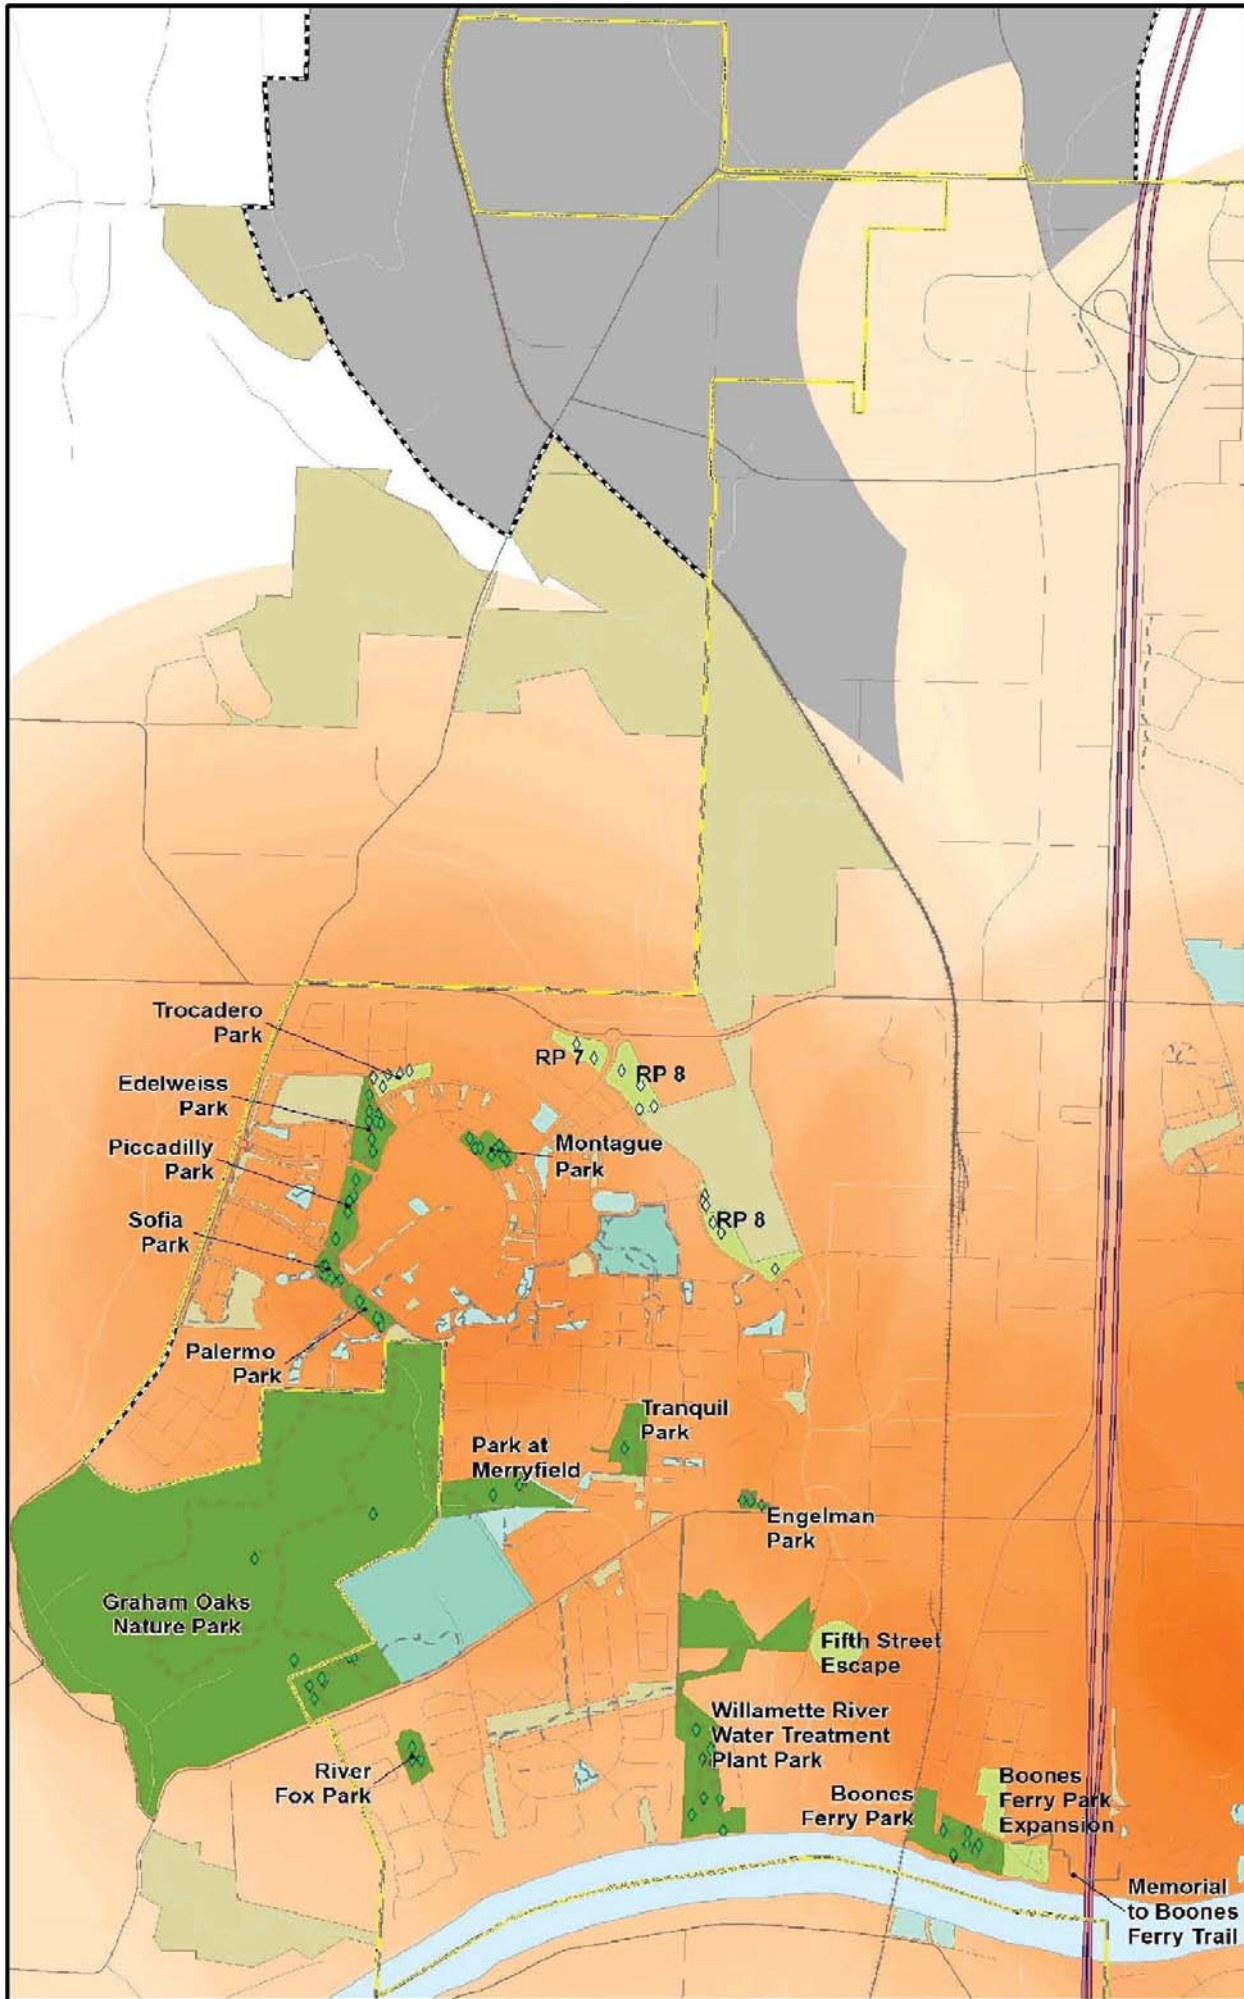 Trocadero
Park
RP 7
RP 8
Edelweiss
Park
Piccadilly
Park
Montague
Park
Sofia
Park
RP 8
Palermo
Park
Tranquil
Park
Park at
Merryfield
Engelman
Park
Graham Oaks
Nature Park
Fifth Street
Escape
Willamette River
Water Treatment
Plant Park
River
Fox Park
Boones
Ferry Park
Boones
Ferry Park
Expansion
Memorial
to Boones
Ferry Trail